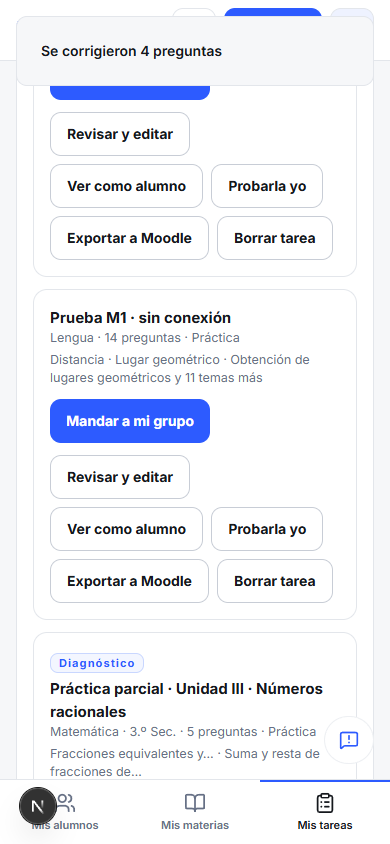 Se corrigieron 4 preguntas
Revisar y editar
Ver como alumno
Probarla yo
Exportar a Moodle
Borrar tarea
Prueba M1 · sin conexión
Lengua · 14 preguntas · Práctica
Distancia · Lugar geométrico · Obtención de
lugares geométricos y 11 temas más
Mandar a mi grupo
Revisar y editar
Ver como alumno
Probarla yo
Exportar a Moodle
Borrar tarea
Diagnóstico
Práctica parcial · Unidad III · Números
racionales
Matemática · 3.º Sec. · 5 preguntas · Práctica
Fracciones equivalentes y... · Suma y resta de
fracciones de...
N
Mis alumnos
Mis materias
Mis tareas